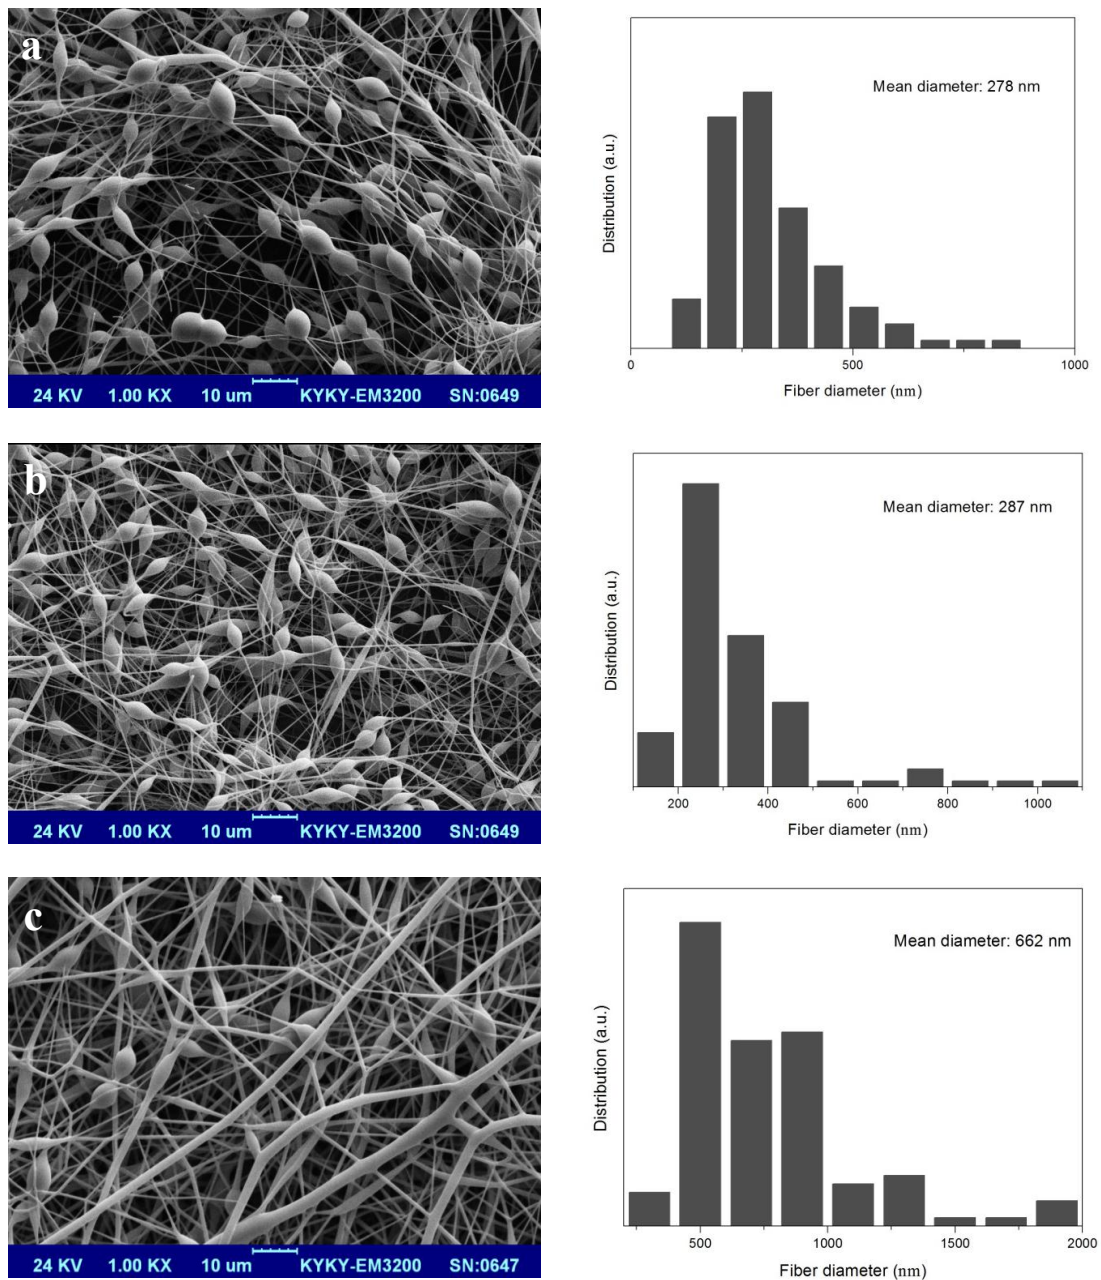 a
24 KV 1.00 KX 10 um KYKY-EM3200 SN:0649
Mean diameter: 278 nm
Distribution (a.u.)
0 500 1000
Fiber diameter (nm)
b
24 KV 1.00 KX 10 um KYKY-EM3200 SN:0649
Mean diameter: 287 nm
Distribution (a.u.)
200 400 600 800 1000
Fiber diameter (nm)
c
24 KV 1.00 KX 10 um KYKY-EM3200 SN:0647
Mean diameter: 662 nm
Distribution (a.u.)
500 1000 1500 2000
Fiber diameter (nm)